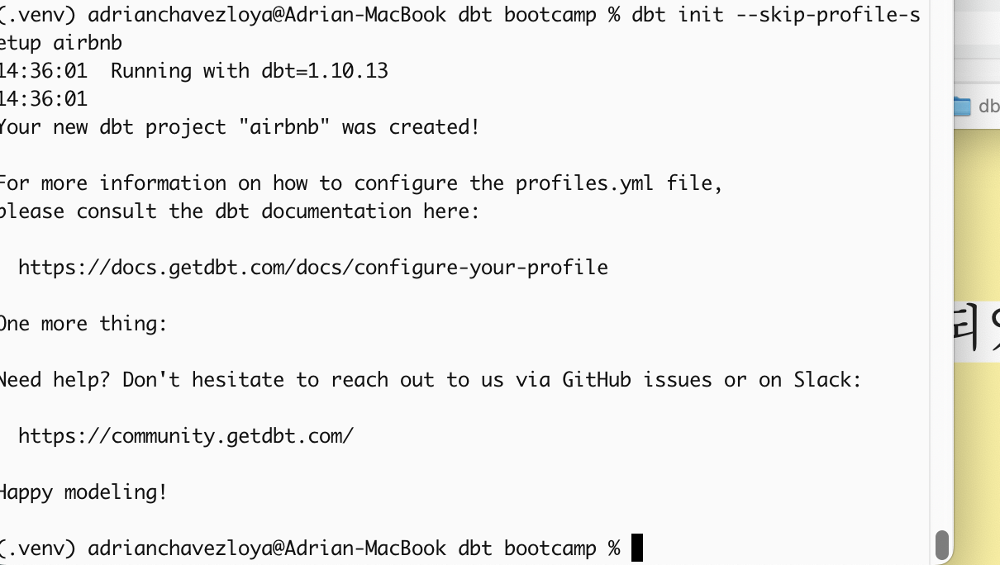 (.venv) adrianchavezloya@Adrian-MacBook dbt bootcamp % dbt init --skip-profile-s
etup airbnb
14:36:01  Running with dbt=1.10.13
14:36:01
Your new dbt project "airbnb" was created!
For more information on how to configure the profiles.yml file,
please consult the dbt documentation here:
https://docs.getdbt.com/docs/configure-your-profile
One more thing:
Need help? Don't hesitate to reach out to us via GitHub issues or on Slack:
https://community.getdbt.com/
Happy modeling!
(.venv) adrianchavezloya@Adrian-MacBook dbt bootcamp %
db